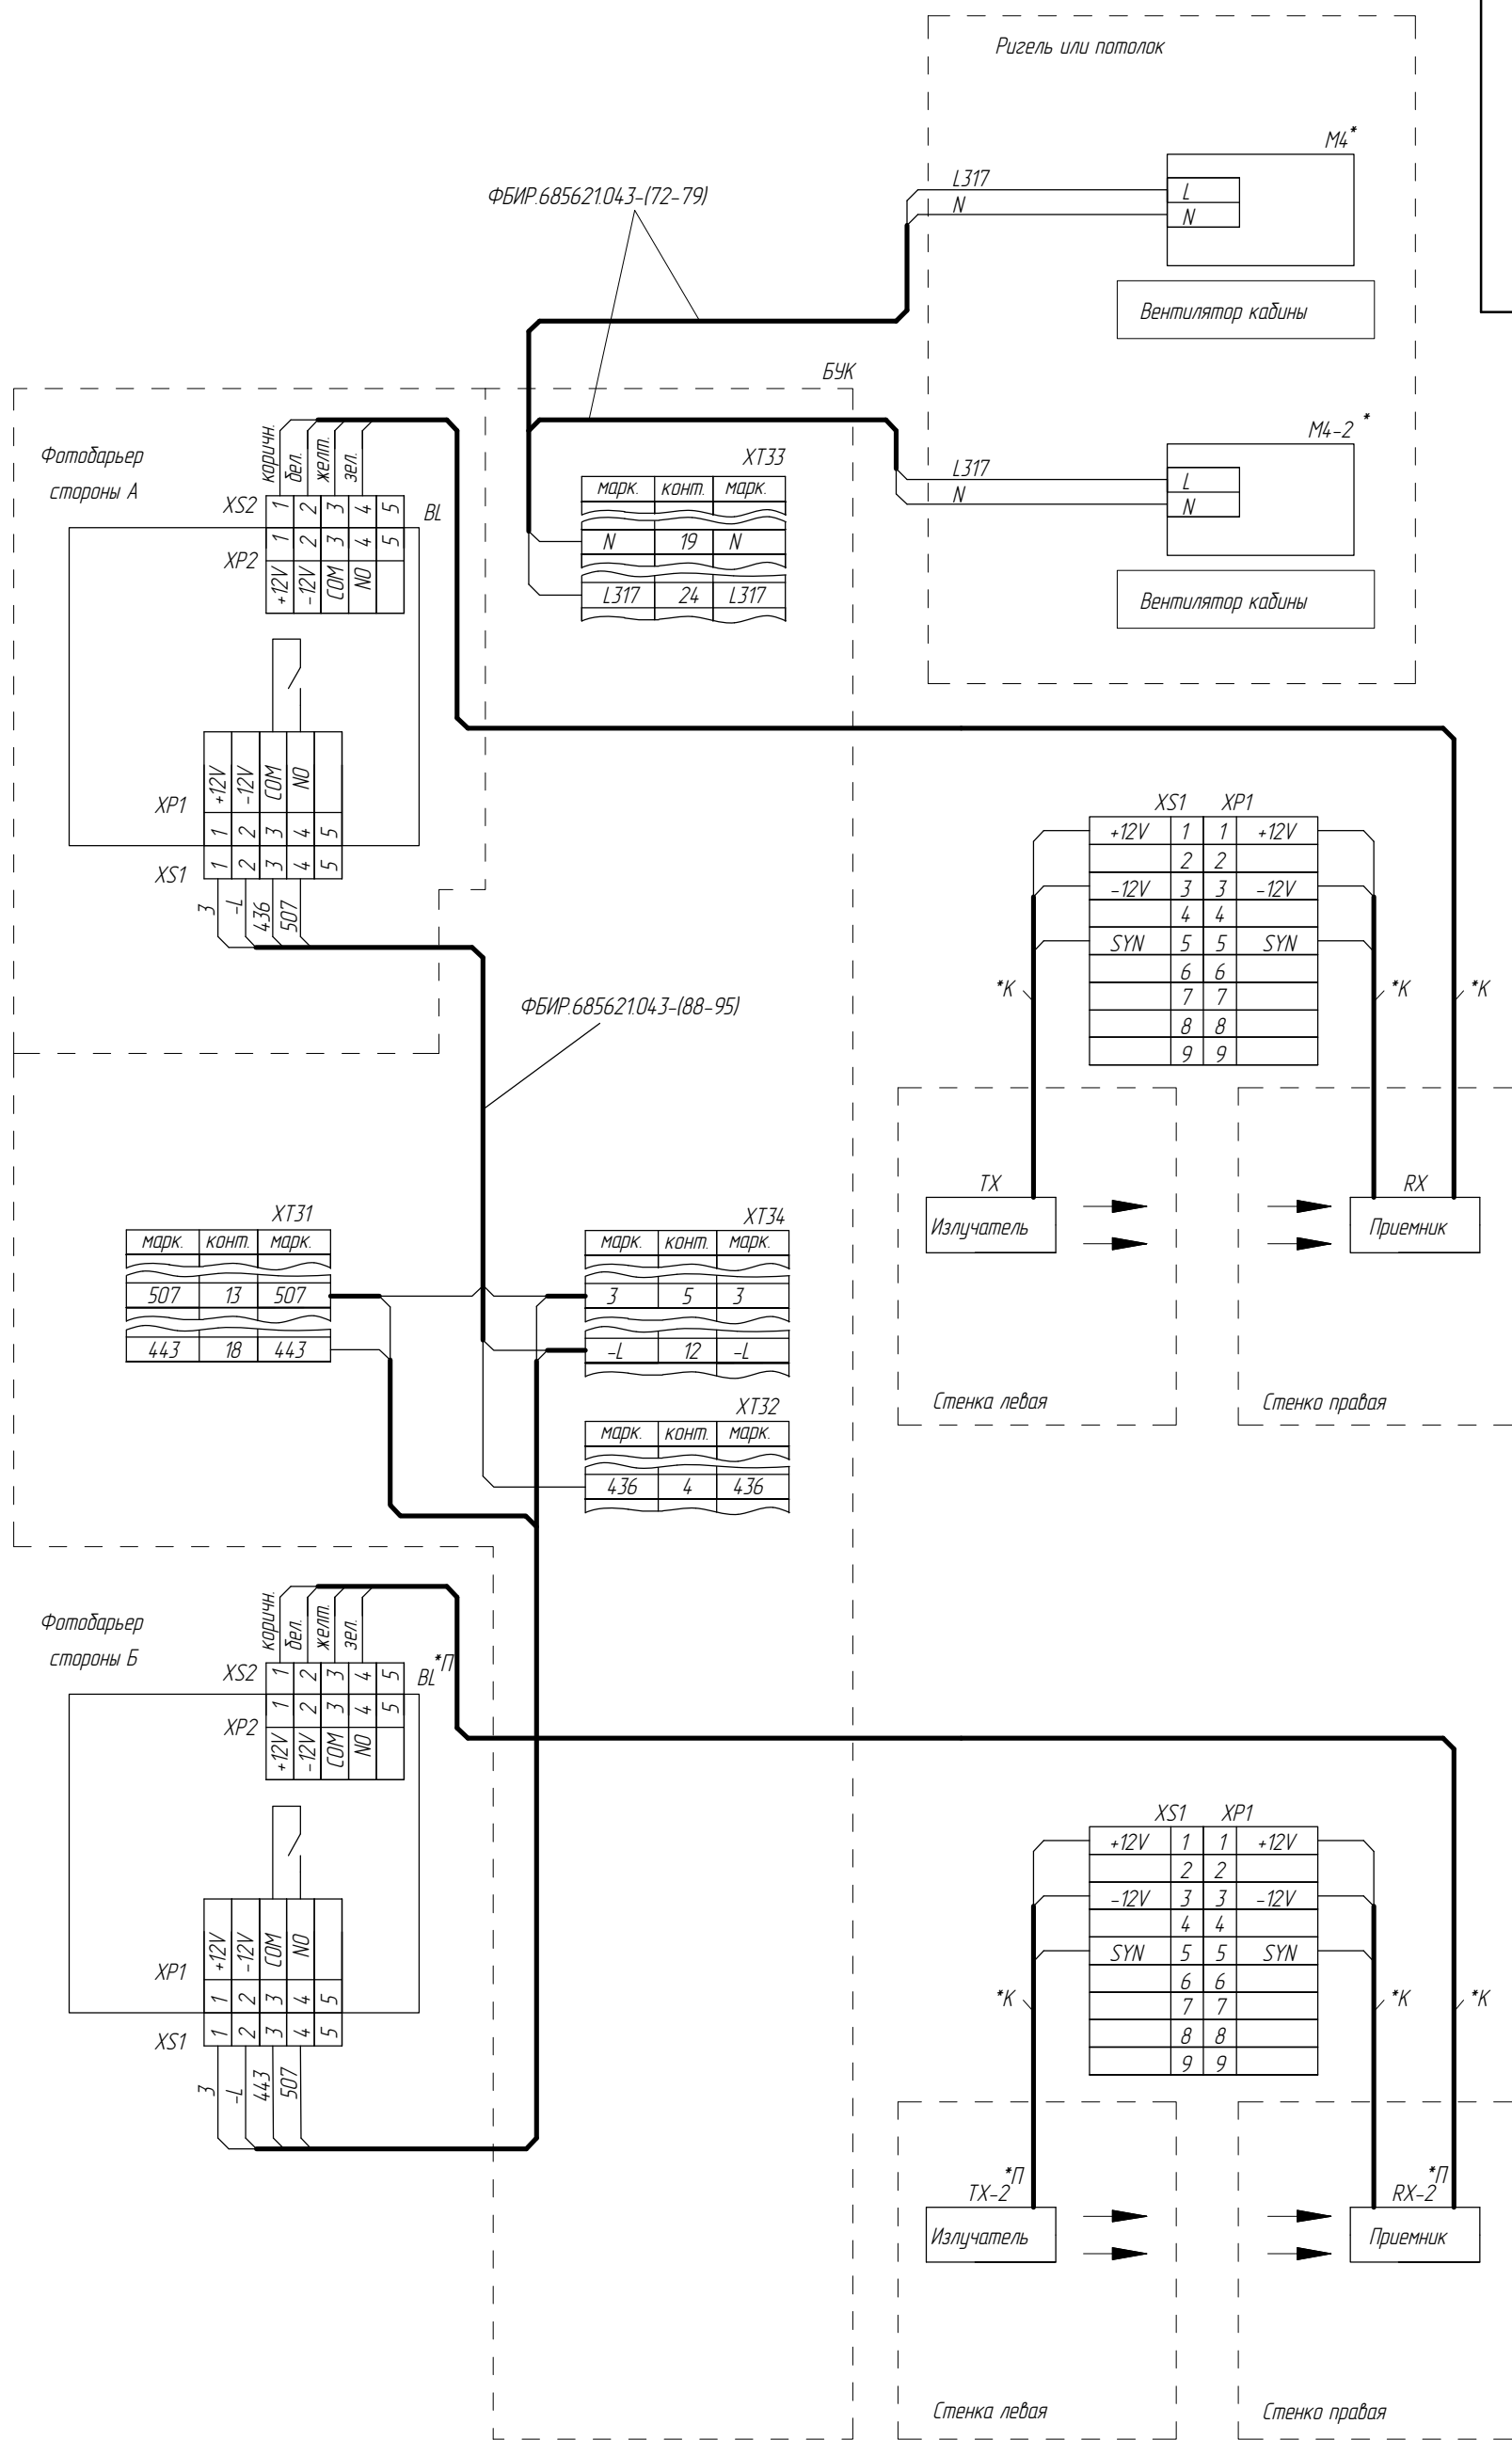 Ригель или потолок
М4*
ФБИР.685621.043-(72-79)
L317
N
L
N
Вентилятор кабины
БУК
М4-2 *
L317
N
L
N
Вентилятор кабины
Фотобарьер
стороны А
коричн.
бел.
желт.
зел.
XS2 1 2 3 4 5 BL
XP2 1 2 3 4 5
+12V -12V COM NO
XT33
марк. конт. марк.
N 19 N
L317 24 L317
XP1 +12V -12V COM NO
1 2 3 4 5
XS1 1 2 3 4 5
3 -L 436 507
XS1 XP1
+12V 1 1 +12V
2 2
-12V 3 3 -12V
4 4
SYN 5 5 SYN
6 6
7 7
8 8
9 9
*К *К *К
ФБИР.685621.043-(88-95)
TX
Излучатель
RX
Приемник
Стенка левая
Стенко правая
XT31
марк. конт. марк.
507 13 507
443 18 443
XT34
марк. конт. марк.
3 5 3
-L 12 -L
XT32
марк. конт. марк.
436 4 436
Фотобарьер
стороны Б
коричн.
бел.
желт.
зел.
XS2 1 2 3 4 5 BL*П
XP2 1 2 3 4 5
+12V -12V COM NO
XP1 +12V -12V COM NO
1 2 3 4 5
XS1 1 2 3 4 5
3 -L 443 507
XS1 XP1
+12V 1 1 +12V
2 2
-12V 3 3 -12V
4 4
SYN 5 5 SYN
6 6
7 7
8 8
9 9
*К *К *К
TX-2*П
Излучатель
RX-2*П
Приемник
Стенка левая
Стенко правая